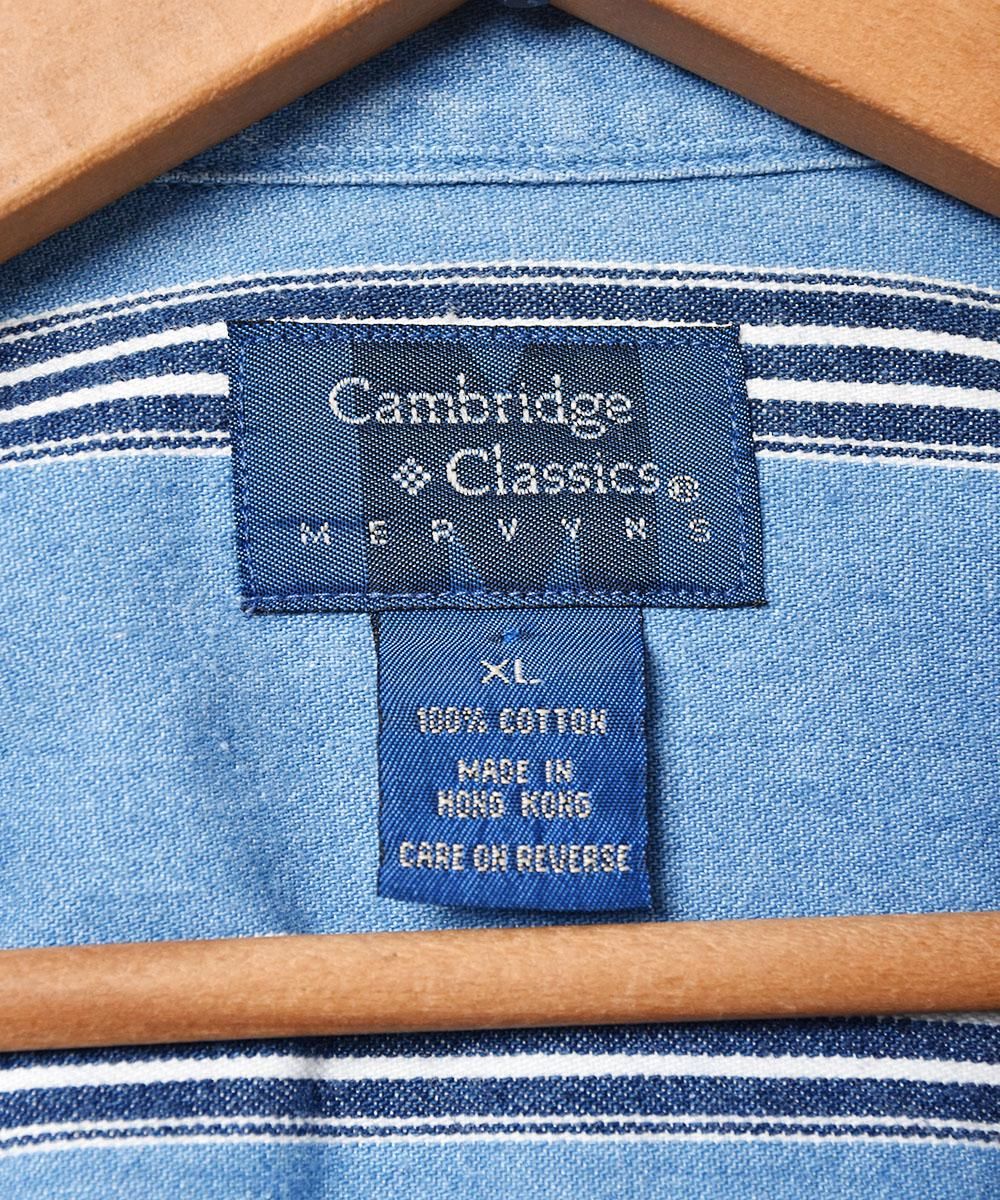 Cambridge
Classics®
MERVYNS
XL
100% COTTON
MADE IN
HONG KONG
CARE ON REVERSE